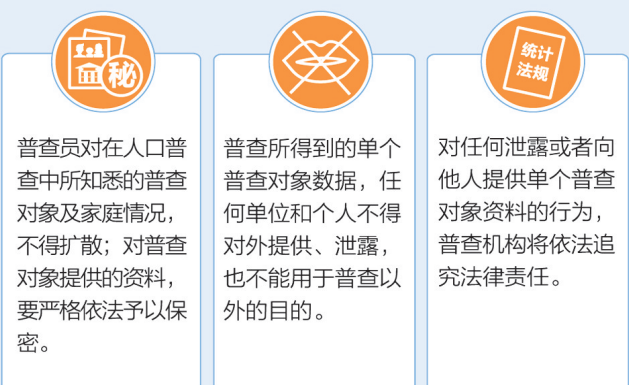 秘
普查员对在人口普
查中所知悉的普查
对象及家庭情况，
不得扩散；对普查
对象提供的资料，
要严格依法予以保
密。
普查所得到的单个
普查对象数据，任
何单位和个人不得
对外提供、泄露，
也不能用于普查以
外的目的。
统计
法规
对任何泄露或者向
他人提供单个普查
对象资料的行为，
普查机构将依法追
究法律责任。